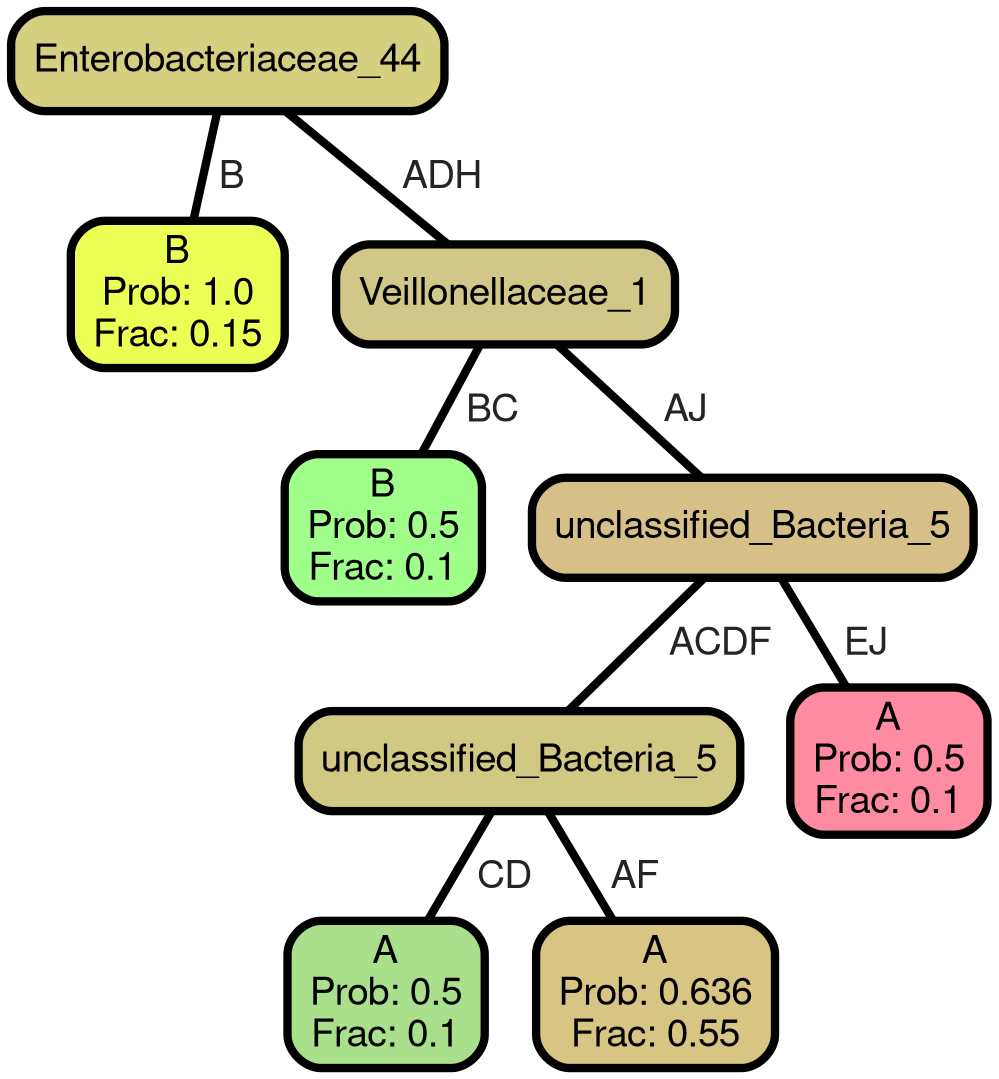 Enterobacteriaceae_44
B
ADH
B
Prob: 1.0
Frac: 0.15
Veillonellaceae_1
BC
AJ
B
Prob: 0.5
Frac: 0.1
unclassified_Bacteria_5
ACDF
EJ
unclassified_Bacteria_5
A
Prob: 0.5
Frac: 0.1
CD
AF
A
Prob: 0.5
Frac: 0.1
A
Prob: 0.636
Frac: 0.55